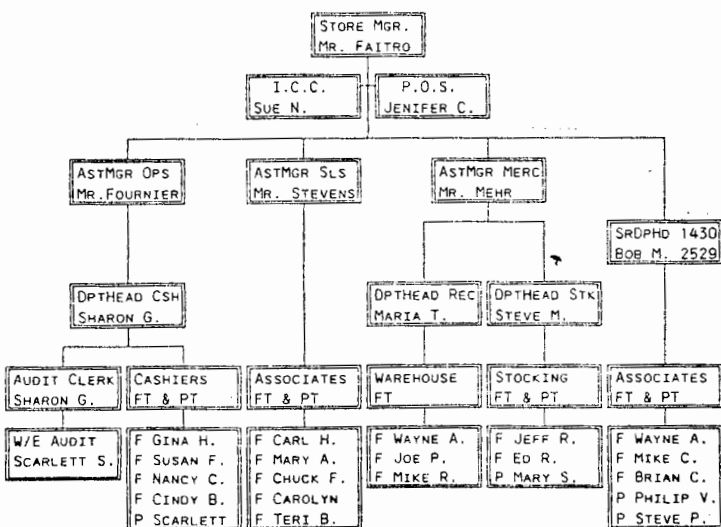 STORE MGR.
MR. FAITRO
I.C.C.
SUE N.
P.O.S.
JENIFER C.
ASTMGR OPS
MR.FOURNIER
ASTMGR SLS
MR. STEVENS
ASTMGR MERC
MR. MEHR
SRDPHD 1430
BOB M. 2529
DPTHEAD CSH
SHARON G.
DPTHEAD REC
MARIA T.
DPTHEAD STK
STEVE M.
AUDIT CLERK
SHARON G.
CASHIERS
FT & PT
ASSOCIATES
FT & PT
WAREHOUSE
FT
STOCKING
FT & PT
ASSOCIATES
FT & PT
W/E AUDIT
SCARLETT S.
F GINA H.
F SUSAN F.
F NANCY C.
F CINDY B.
P SCARLETT
F CARL H.
F MARY A.
F CHUCK F.
F CAROLYN
F TERI B.
F WAYNE A.
F JOE P.
F MIKE R.
F JEFF R.
F ED R.
P MARY S.
F WAYNE A.
F MIKE C.
F BRIAN C.
P PHILIP V.
P STEVE P.